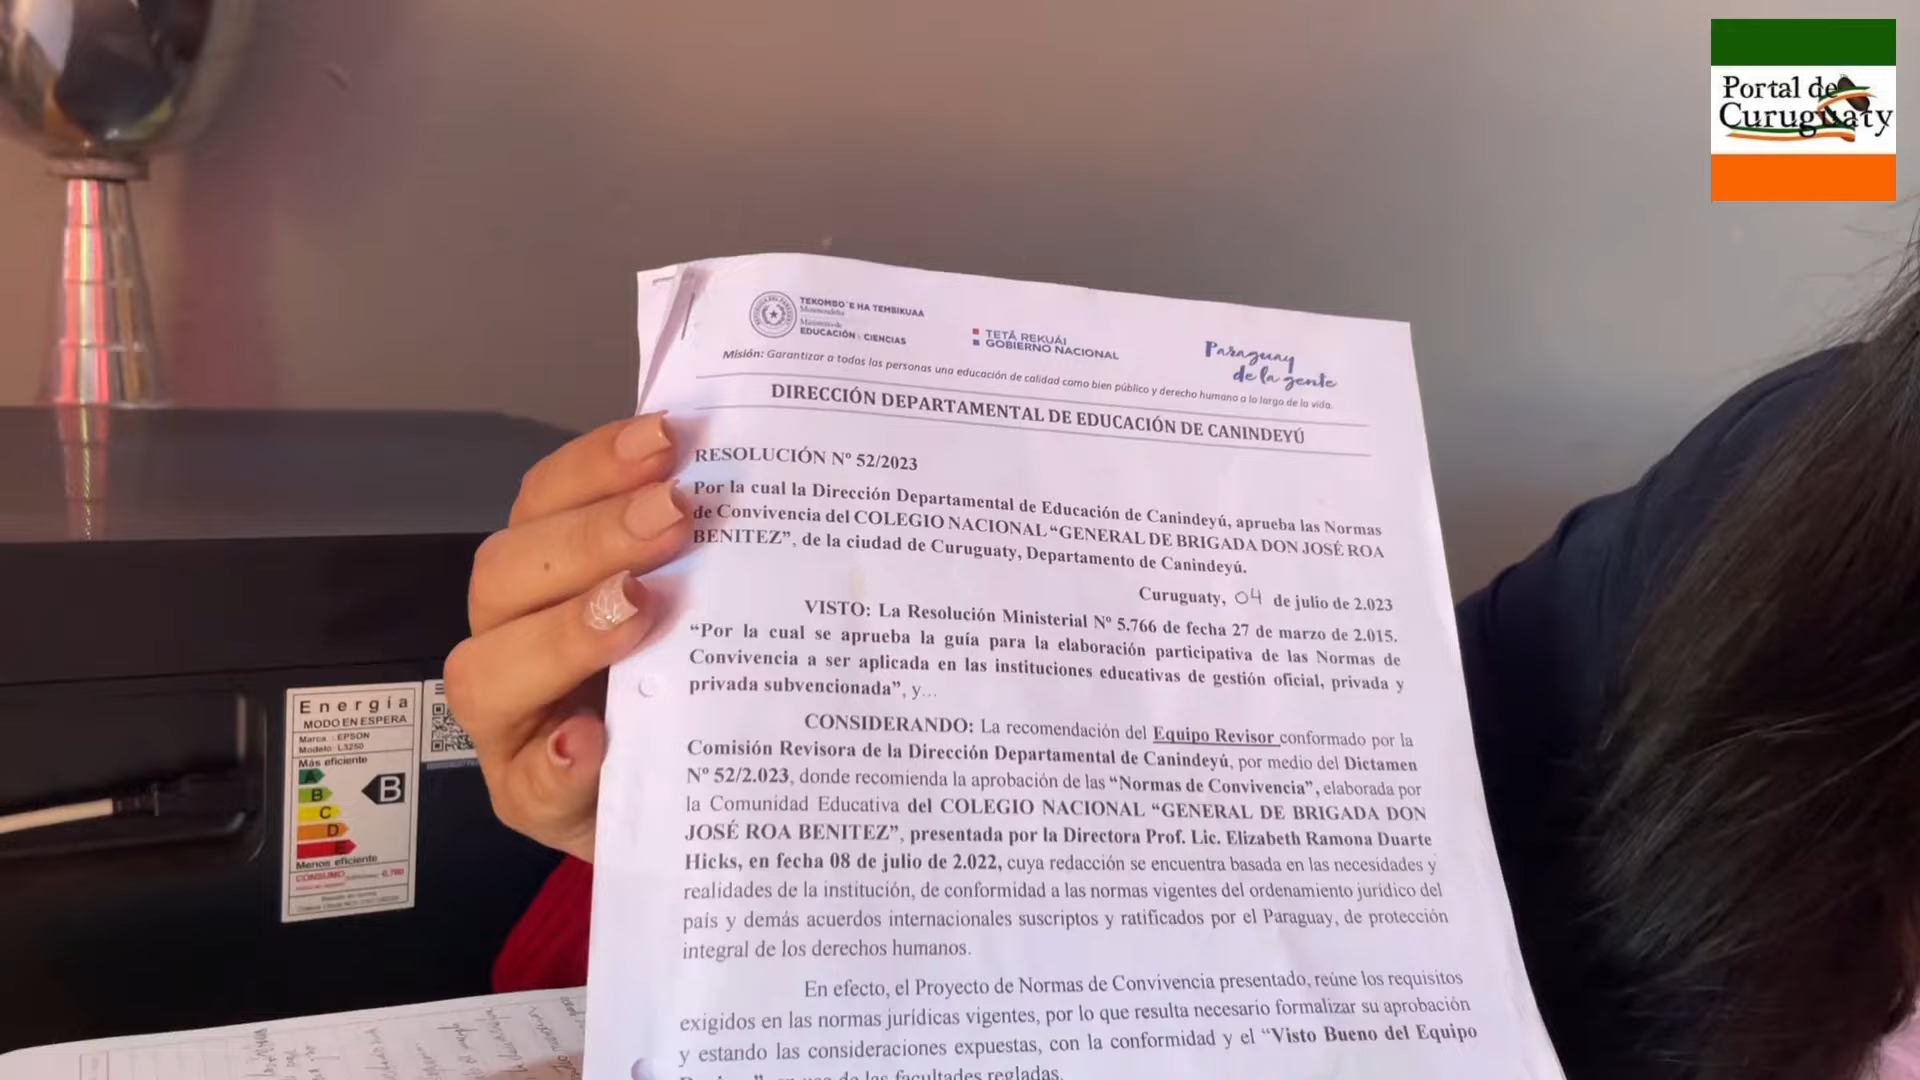 Portal de
Curuguaty
TEKOMBO'E HA TEMBIKUAA
Motenondeha
Ministerio de
EDUCACIÓN Y CIENCIAS
TETÃ REKUÁI
GOBIERNO NACIONAL
Paraguay
de la gente
Misión: Garantizar a todas las personas una educación de calidad como bien público y derecho humano a lo largo de la vida.
DIRECCIÓN DEPARTAMENTAL DE EDUCACIÓN DE CANINDEYÚ
RESOLUCIÓN Nº 52/2023
Por la cual la Dirección Departamental de Educación de Canindeyú, aprueba las Normas
de Convivencia del COLEGIO NACIONAL “GENERAL DE BRIGADA DON JOSÉ ROA
BENITEZ”, de la ciudad de Curuguaty, Departamento de Canindeyú.
Curuguaty, 04 de julio de 2.023
VISTO: La Resolución Ministerial Nº 5.766 de fecha 27 de marzo de 2.015.
“Por la cual se aprueba la guía para la elaboración participativa de las Normas de
Convivencia a ser aplicada en las instituciones educativas de gestión oficial, privada y
privada subvencionada”, y...
CONSIDERANDO: La recomendación del Equipo Revisor conformado por la
Comisión Revisora de la Dirección Departamental de Canindeyú, por medio del Dictamen
Nº 52/2.023, donde recomienda la aprobación de las “Normas de Convivencia”, elaborada por
la Comunidad Educativa del COLEGIO NACIONAL “GENERAL DE BRIGADA DON
JOSÉ ROA BENITEZ”, presentada por la Directora Prof. Lic. Elizabeth Ramona Duarte
Hicks, en fecha 08 de julio de 2.022, cuya redacción se encuentra basada en las necesidades y
realidades de la institución, de conformidad a las normas vigentes del ordenamiento jurídico del
país y demás acuerdos internacionales suscriptos y ratificados por el Paraguay, de protección
integral de los derechos humanos.
En efecto, el Proyecto de Normas de Convivencia presentado, reúne los requisitos
exigidos en las normas jurídicas vigentes, por lo que resulta necesario formalizar su aprobación
y estando las consideraciones expuestas, con la conformidad y el “Visto Bueno del Equipo
de las facultades regladas.
Energía
MODO EN ESPERA
Marca : EPSON
Modelo: L3250
Más eficiente
A
B
B
C
D
E
Menos eficiente
CONSUMO 0,780